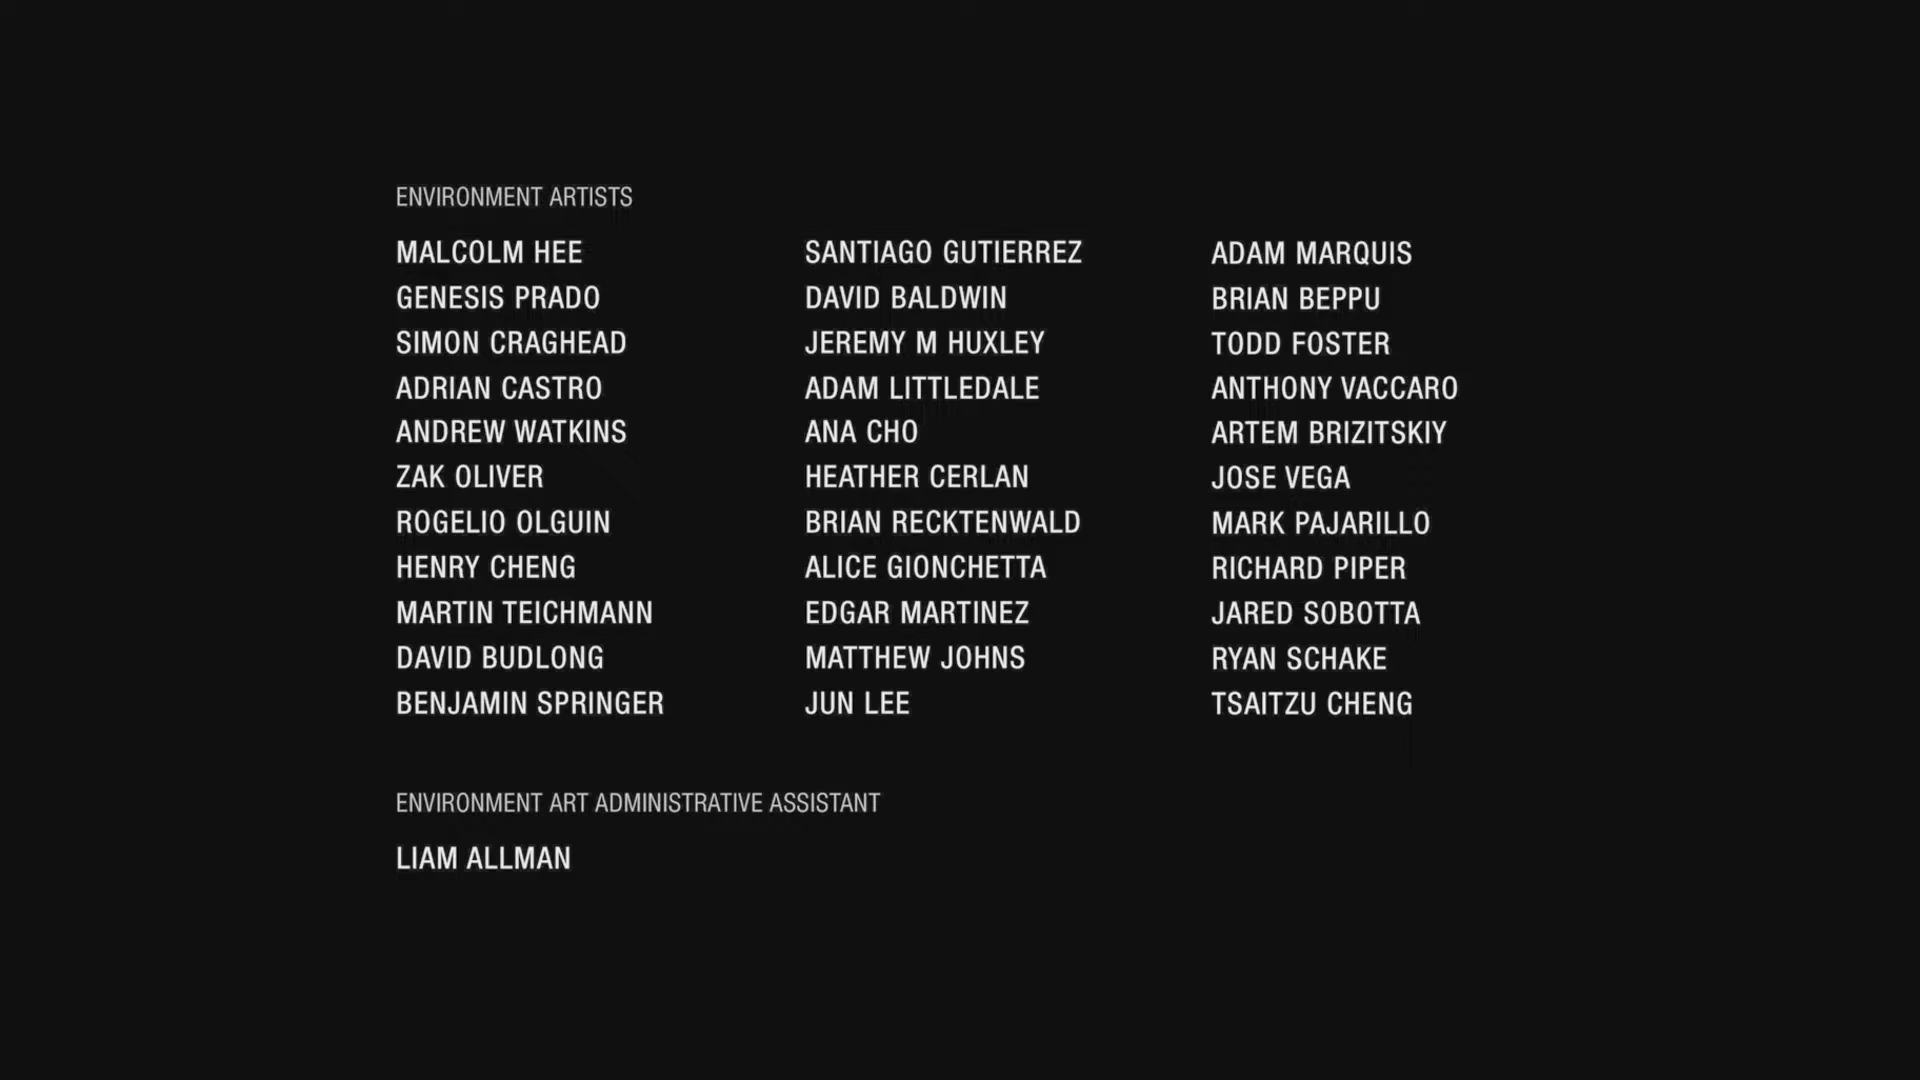 ENVIRONMENT ARTISTS
MALCOLM HEE
GENESIS PRADO
SIMON CRAGHEAD
ADRIAN CASTRO
ANDREW WATKINS
ZAK OLIVER
ROGELIO OLGUIN
HENRY CHENG
MARTIN TEICHMANN
DAVID BUDLONG
BENJAMIN SPRINGER
SANTIAGO GUTIERREZ
DAVID BALDWIN
JEREMY M HUXLEY
ADAM LITTLEDALE
ANA CHO
HEATHER CERLAN
BRIAN RECKTENWALD
ALICE GIONCHETTA
EDGAR MARTINEZ
MATTHEW JOHNS
JUN LEE
ADAM MARQUIS
BRIAN BEPPU
TODD FOSTER
ANTHONY VACCARO
ARTEM BRIZITSKIY
JOSE VEGA
MARK PAJARILLO
RICHARD PIPER
JARED SOBOTTA
RYAN SCHAKE
TSAITZU CHENG
ENVIRONMENT ART ADMINISTRATIVE ASSISTANT
LIAM ALLMAN